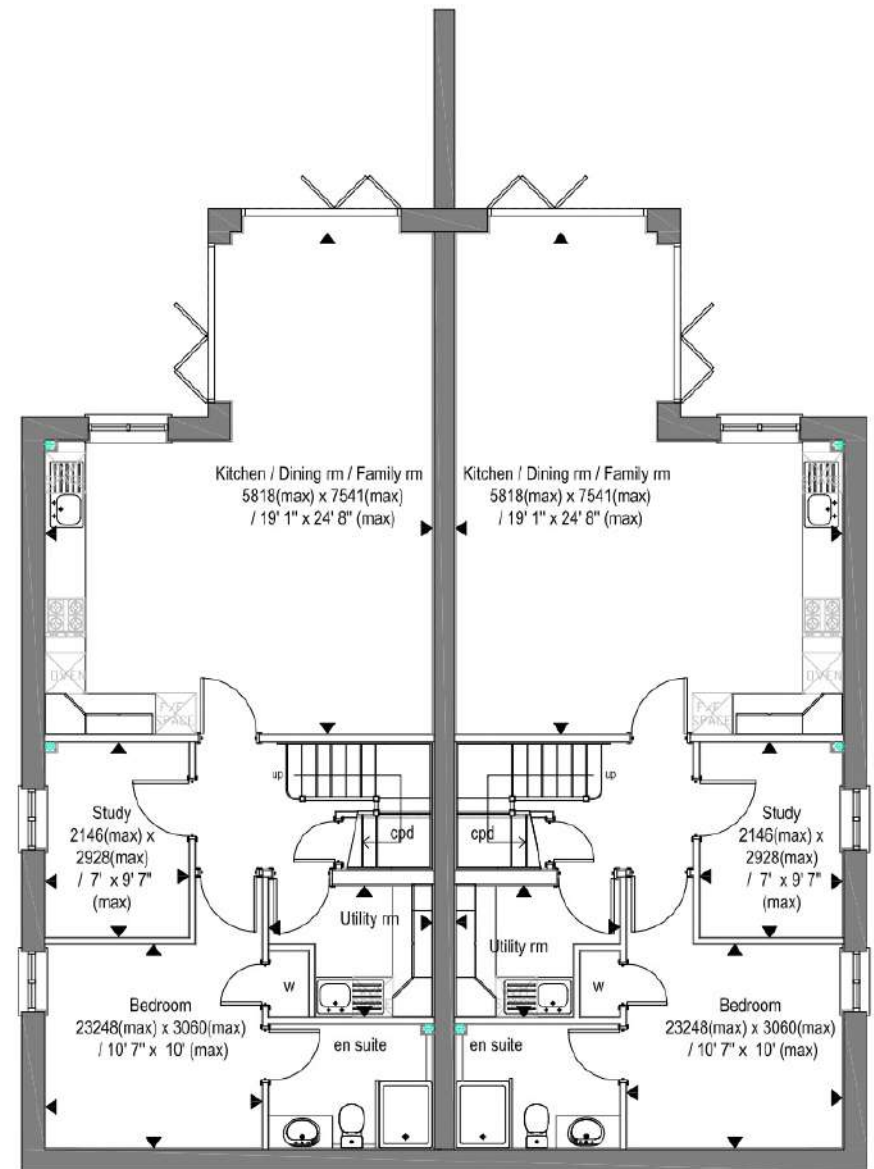 Kitchen / Dining rm / Family rm
5818(max) x 7541(max)
/ 19' 1" x 24' 8" (max)
Kitchen / Dining rm / Family rm
5818(max) x 7541(max)
/ 19' 1" x 24' 8" (max)
OVEN
OVEN
F/F
SPACE
F/F
SPACE
up
up
Study
2146(max) x
2928(max)
/ 7' x 9' 7"
(max)
cpd
cpd
Study
2146(max) x
2928(max)
/ 7' x 9' 7"
(max)
Utility rm
Utility rm
w
w
Bedroom
23248(max) x 3060(max)
/ 10' 7" x 10' (max)
Bedroom
23248(max) x 3060(max)
/ 10' 7" x 10' (max)
en suite
en suite